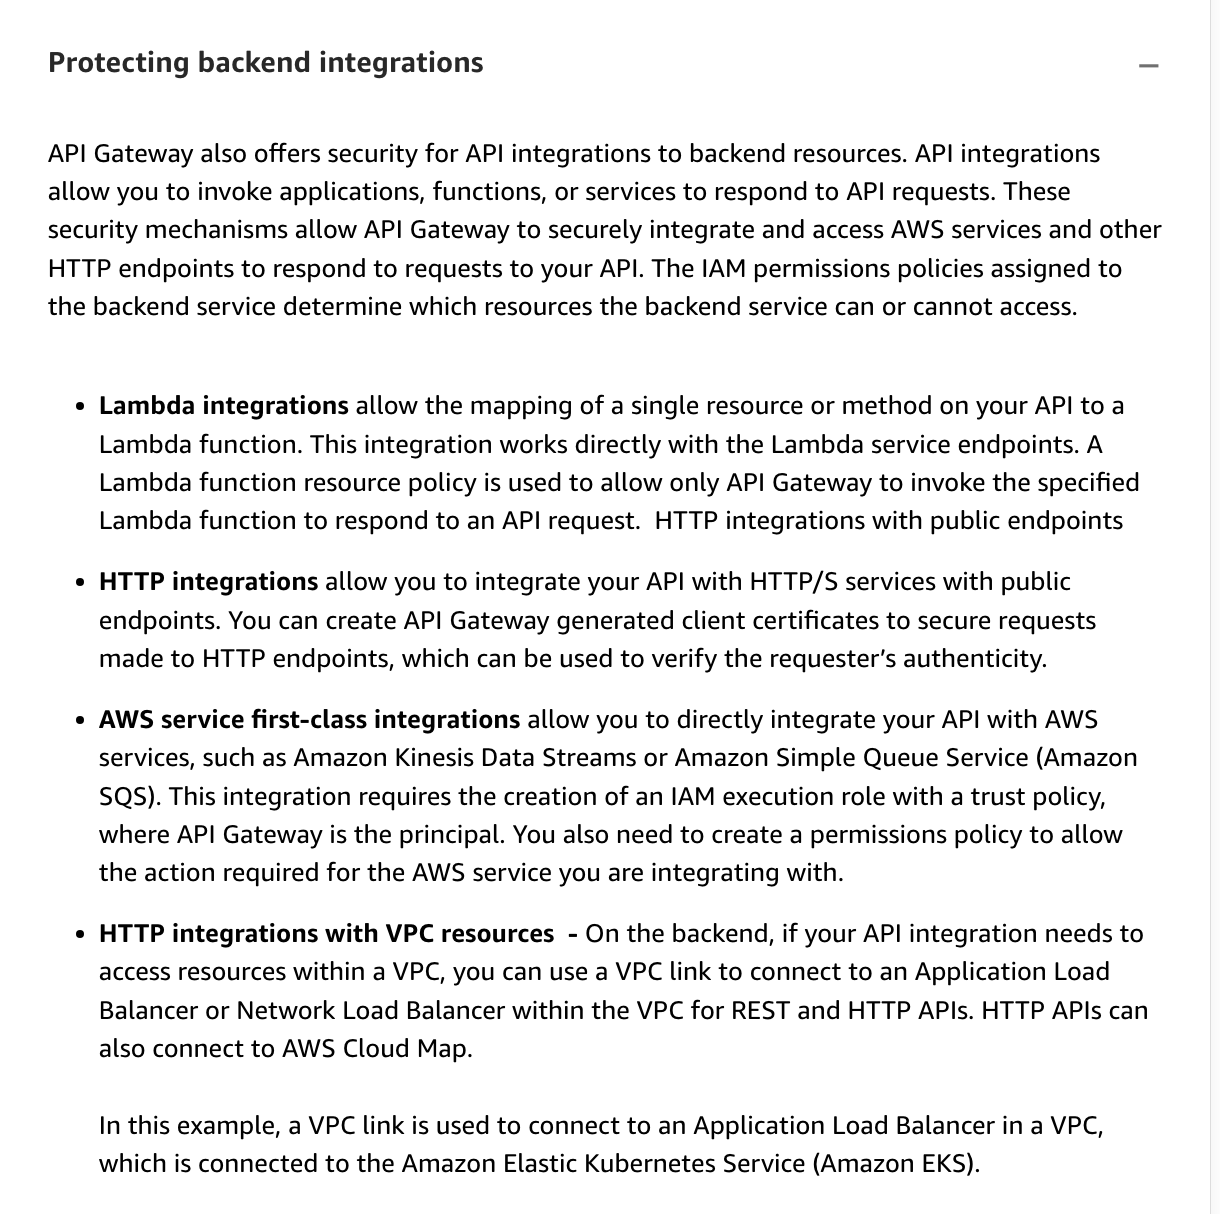 Protecting backend integrations
API Gateway also offers security for API integrations to backend resources. API integrations
allow you to invoke applications, functions, or services to respond to API requests. These
security mechanisms allow API Gateway to securely integrate and access AWS services and other
HTTP endpoints to respond to requests to your API. The IAM permissions policies assigned to
the backend service determine which resources the backend service can or cannot access.
• Lambda integrations allow the mapping of a single resource or method on your API to a
Lambda function. This integration works directly with the Lambda service endpoints. A
Lambda function resource policy is used to allow only API Gateway to invoke the specified
Lambda function to respond to an API request.  HTTP integrations with public endpoints
• HTTP integrations allow you to integrate your API with HTTP/S services with public
endpoints. You can create API Gateway generated client certificates to secure requests
made to HTTP endpoints, which can be used to verify the requester’s authenticity.
• AWS service first-class integrations allow you to directly integrate your API with AWS
services, such as Amazon Kinesis Data Streams or Amazon Simple Queue Service (Amazon
SQS). This integration requires the creation of an IAM execution role with a trust policy,
where API Gateway is the principal. You also need to create a permissions policy to allow
the action required for the AWS service you are integrating with.
• HTTP integrations with VPC resources  - On the backend, if your API integration needs to
access resources within a VPC, you can use a VPC link to connect to an Application Load
Balancer or Network Load Balancer within the VPC for REST and HTTP APIs. HTTP APIs can
also connect to AWS Cloud Map.
In this example, a VPC link is used to connect to an Application Load Balancer in a VPC,
which is connected to the Amazon Elastic Kubernetes Service (Amazon EKS).